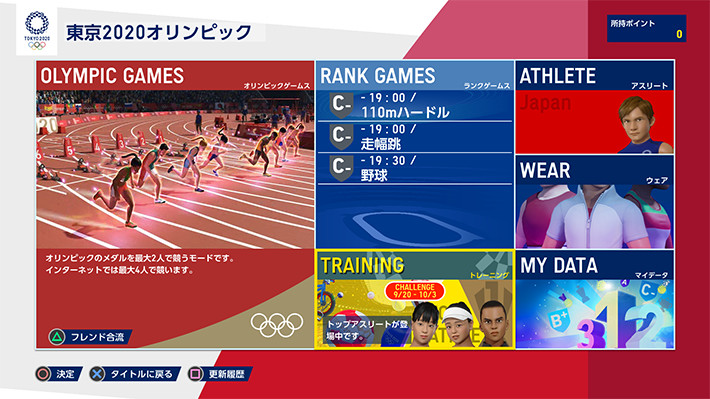 TOKYO 2020
東京2020オリンピック
所持ポイント
0
OLYMPIC GAMES
オリンピックゲームス
オリンピックのメダルを最大2人で競うモードです。
インターネットでは最大4人で競います。
フレンド合流
RANK GAMES
ランクゲームス
C-
- 19:00 /
110mハードル
C-
- 19:00 /
走幅跳
C-
- 19:30 /
野球
TRAINING
トレーニング
CHALLENGE
9/20 - 10/3
トップアスリートが登
場中です。
ATHLETE
アスリート
Japan
WEAR
ウェア
MY DATA
マイデータ
B+
3
1
2
決定
タイトルに戻る
更新履歴